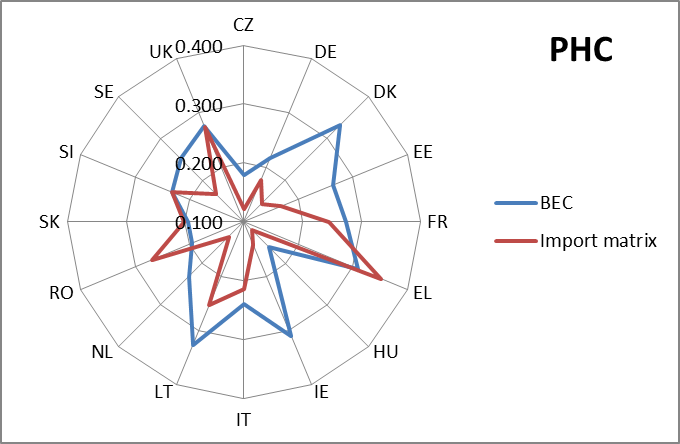 PHC
CZ
DE
DK
EE
FR
EL
HU
IE
IT
LT
NL
RO
SK
SI
SE
UK
0.400
0.300
0.200
0.100
BEC
Import matrix